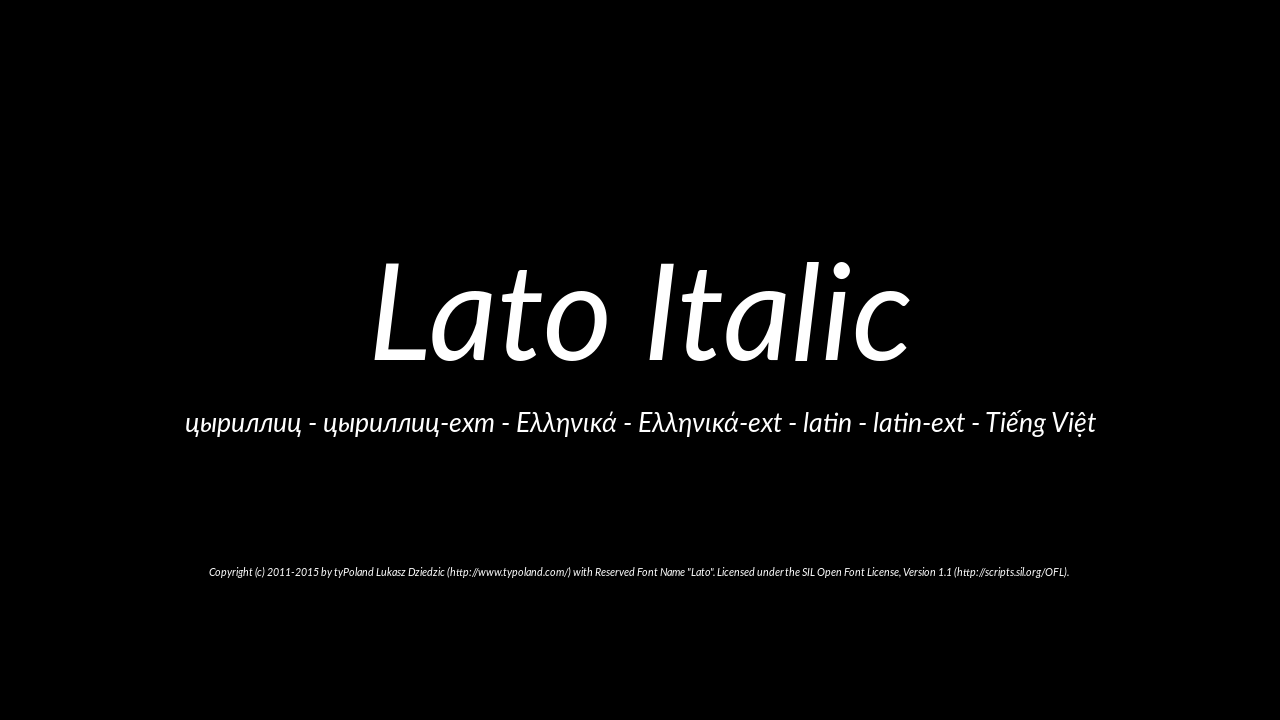 Lato Italic
цыриллиц - цыриллиц-ехт - Ελληνικά - Ελληνικά-ext - latin - latin-ext - Tiếng Việt
Copyright (c) 2011-2015 by tyPoland Lukasz Dziedzic (http://www.typoland.com/) with Reserved Font Name "Lato". Licensed under the SIL Open Font License, Version 1.1 (http://scripts.sil.org/OFL).